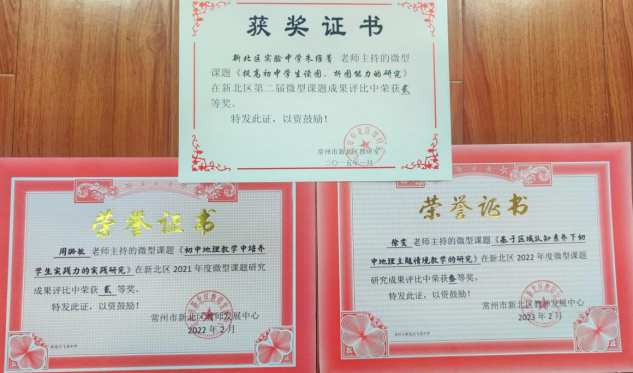 获奖证书
新北区实验中学朱维菁 老师主持的微型
课题《提高初中学生读图、析图能力的研究》
在新北区第二届微型课题成果评比中荣获贰
等奖。
特发此证，以资鼓励！
常州市新北区教研室
二〇一五年一月
荣誉证书
周璐敏 老师主持的微型课题《初中地理教学中培养
学生实践力的实践研究》在新北区2021年度微型课题研究
成果评比中荣获 贰 等奖。
特发此证，以资鼓励！
常州市新北区教师发展中心
2022年2月
荣誉证书
徐雯 老师主持的微型课题《基于区域认知素养下初
中地理主题情境教学的研究》在新北区2022年度微型课题
研究成果评比中荣获叁等奖。
特发此证，以资鼓励！
常州市新北区教师发展中心
2023年2月